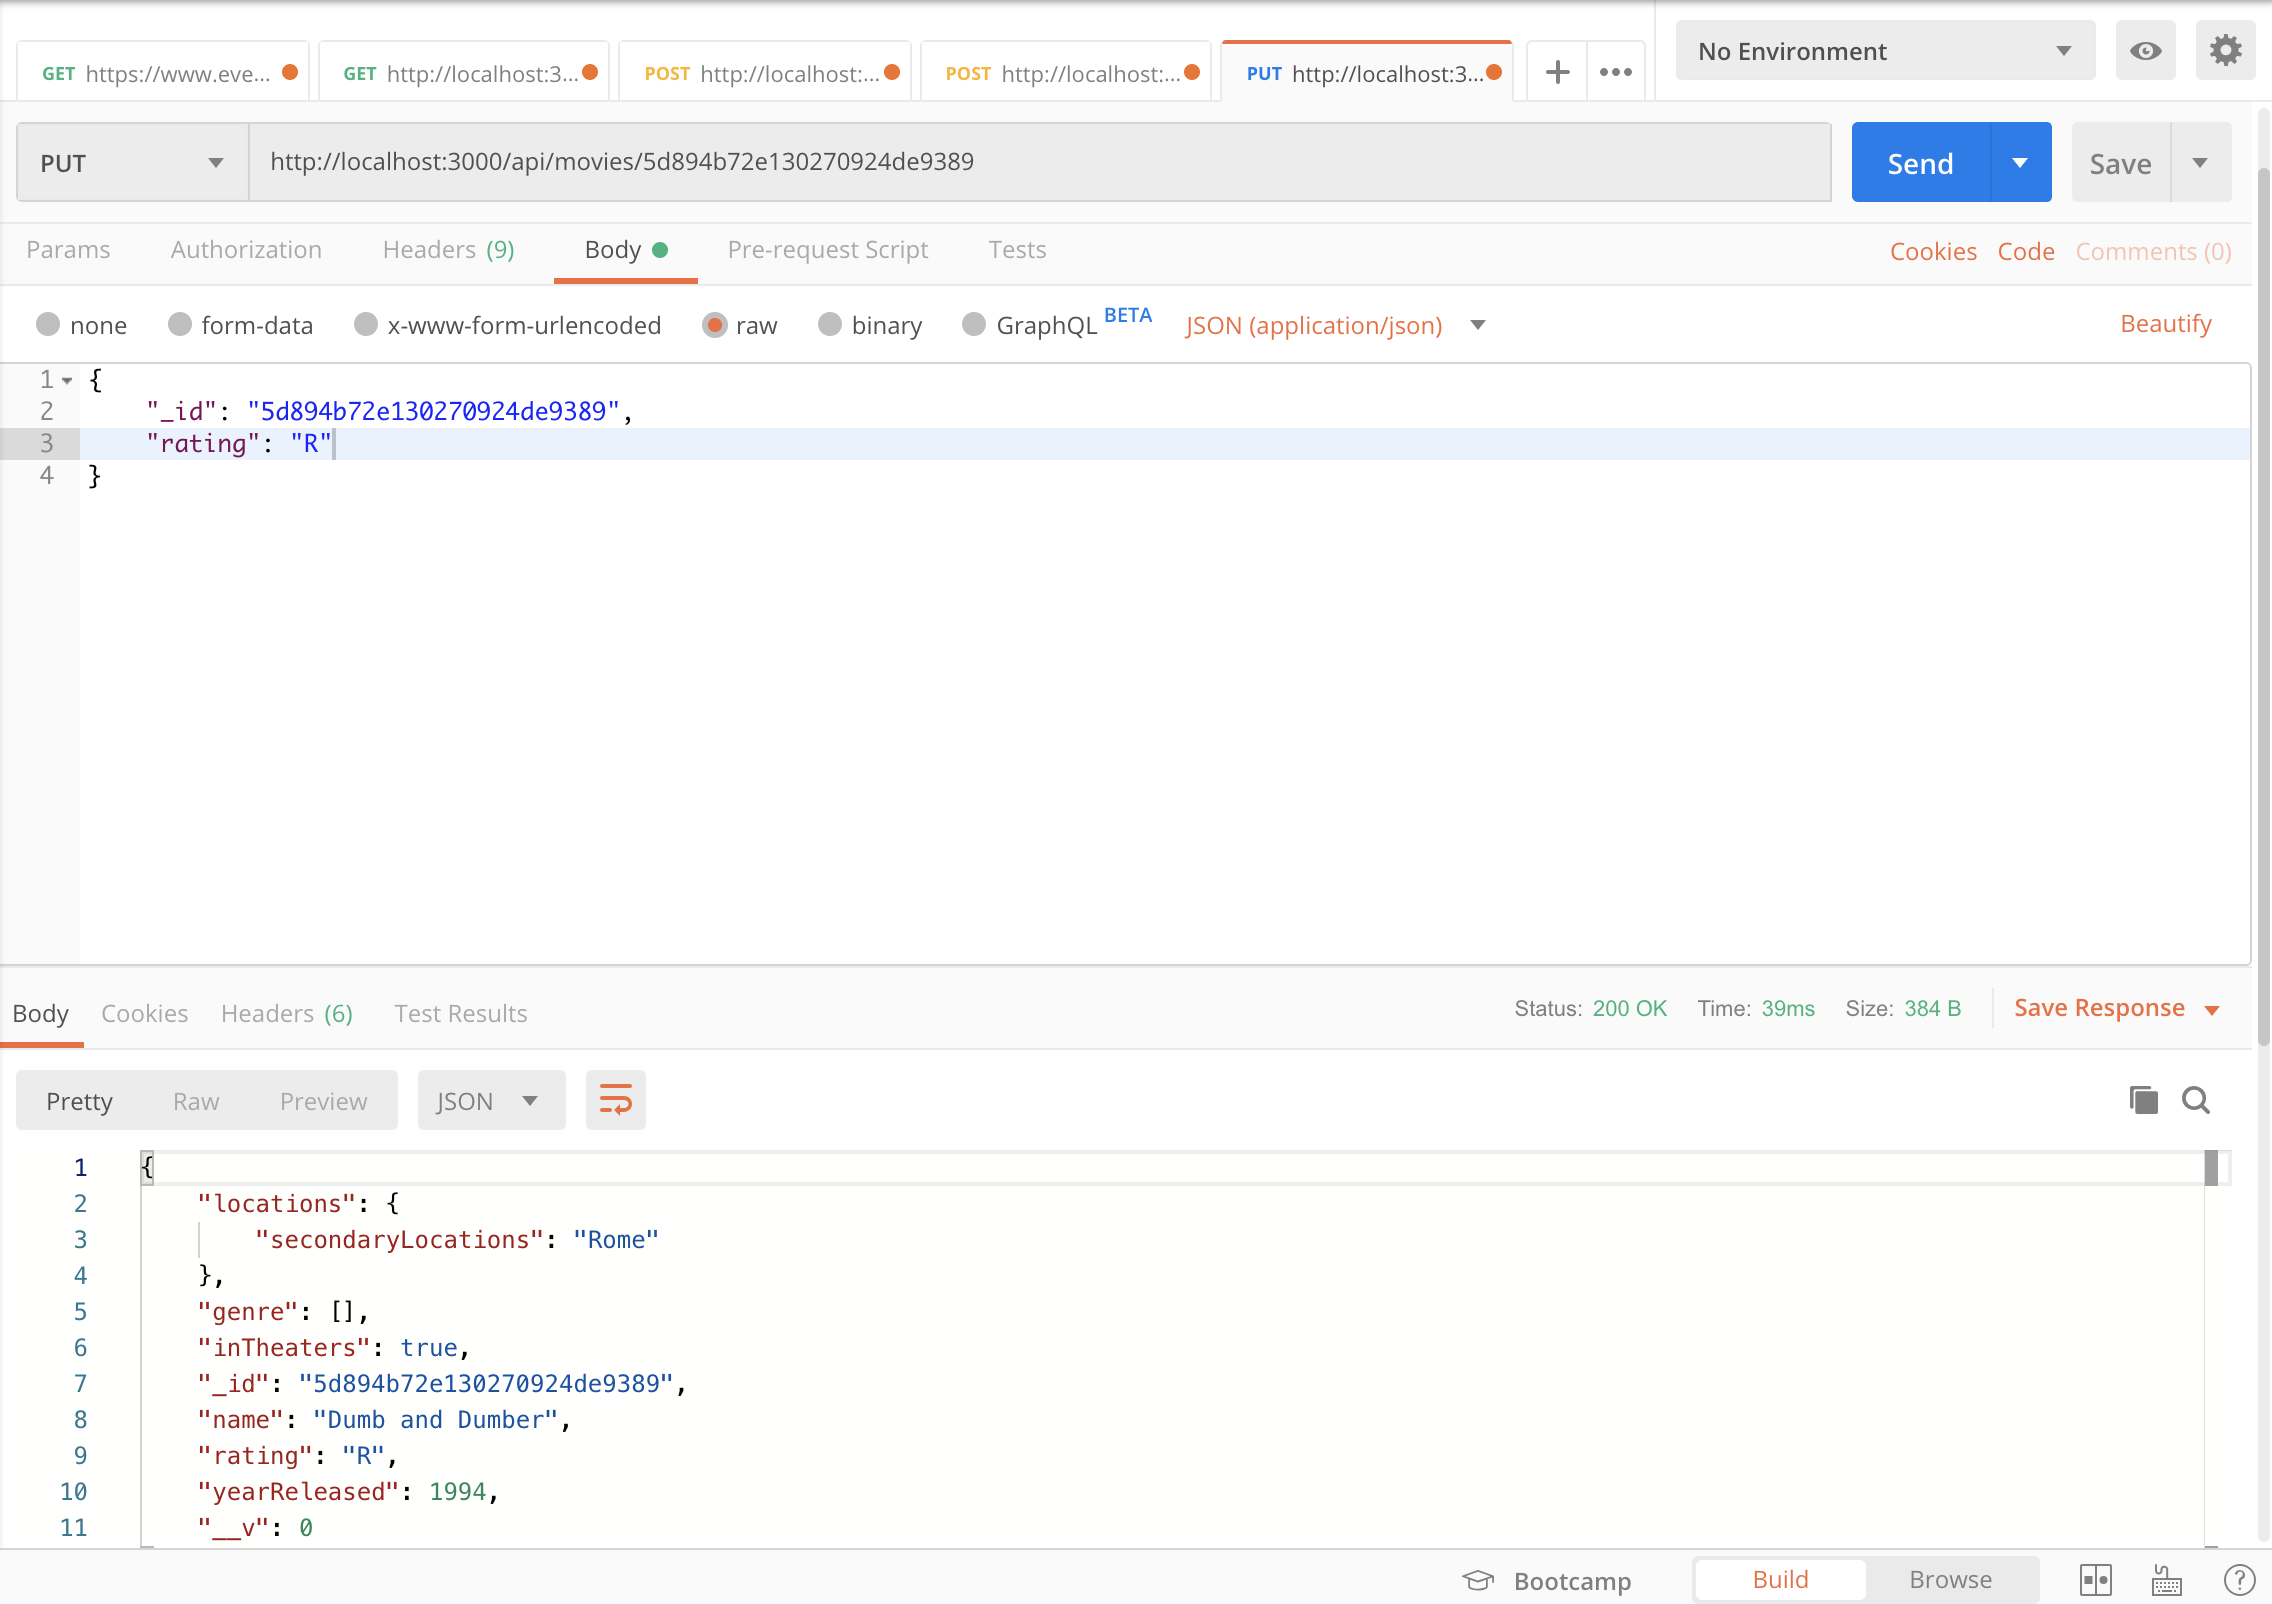 GET https://www.eve... GET http://localhost:3... POST http://localhost:... POST http://localhost:... PUT http://localhost:3... No Environment
PUT http://localhost:3000/api/movies/5d894b72e130270924de9389 Send Save
Params Authorization Headers (9) Body Pre-request Script Tests Cookies Code Comments (0)
none form-data x-www-form-urlencoded raw binary GraphQL BETA JSON (application/json) Beautify
1 {
2 "_id": "5d894b72e130270924de9389",
3 "rating": "R"
4 }
Body Cookies Headers (6) Test Results Status: 200 OK Time: 39ms Size: 384 B Save Response
Pretty Raw Preview JSON
1 {
2 "locations": {
3 "secondaryLocations": "Rome"
4 },
5 "genre": [],
6 "inTheaters": true,
7 "_id": "5d894b72e130270924de9389",
8 "name": "Dumb and Dumber",
9 "rating": "R",
10 "yearReleased": 1994,
11 "__v": 0
Bootcamp Build Browse ?